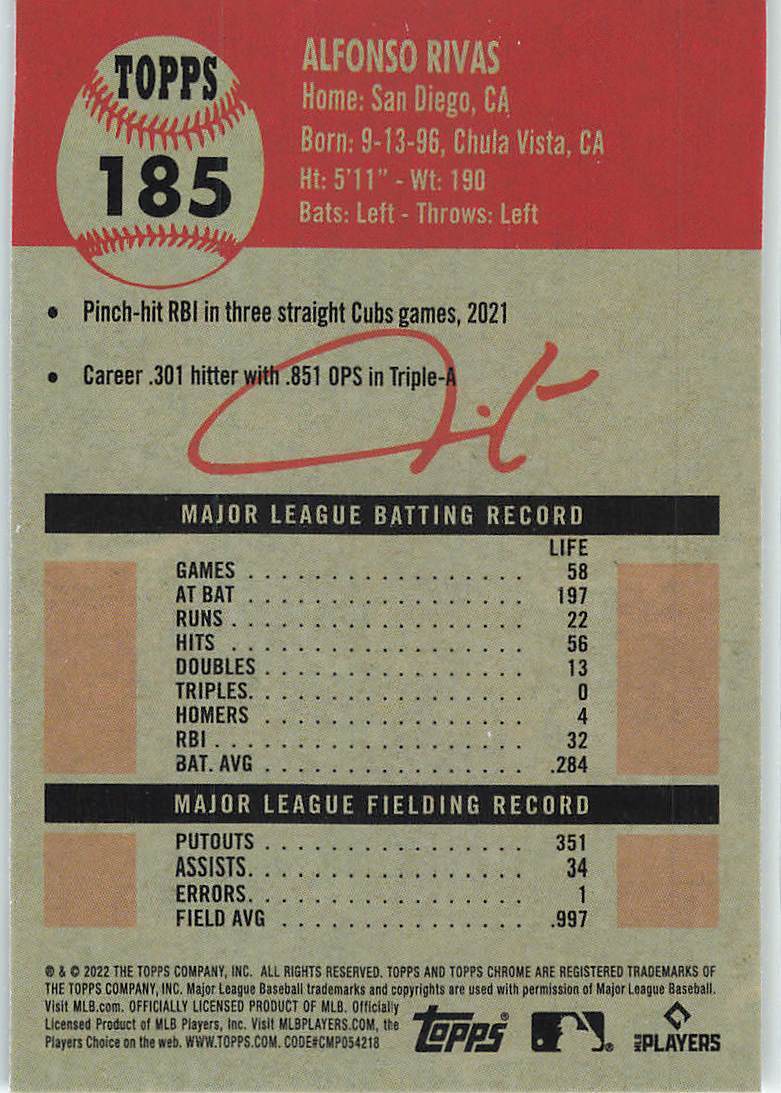 TOPPS
185
ALFONSO RIVAS
Home: San Diego, CA
Born: 9-13-96, Chula Vista, CA
Ht: 5'11" - Wt: 190
Bats: Left - Throws: Left
• Pinch-hit RBI in three straight Cubs games, 2021
• Career .301 hitter with .851 OPS in Triple-A
MAJOR LEAGUE BATTING RECORD
LIFE
GAMES . . . . . . . . . . . . . . . . . 58
AT BAT . . . . . . . . . . . . . . . . . 197
RUNS . . . . . . . . . . . . . . . . . . 22
HITS . . . . . . . . . . . . . . . . . . 56
DOUBLES . . . . . . . . . . . . . . . . 13
TRIPLES. . . . . . . . . . . . . . . . . 0
HOMERS . . . . . . . . . . . . . . . . 4
RBI . . . . . . . . . . . . . . . . . . . 32
BAT. AVG . . . . . . . . . . . . . . . . .284
MAJOR LEAGUE FIELDING RECORD
PUTOUTS . . . . . . . . . . . . . . . . 351
ASSISTS. . . . . . . . . . . . . . . . . 34
ERRORS. . . . . . . . . . . . . . . . . 1
FIELD AVG . . . . . . . . . . . . . . . .997
® & © 2022 THE TOPPS COMPANY, INC. ALL RIGHTS RESERVED. TOPPS AND TOPPS CHROME ARE REGISTERED TRADEMARKS OF
THE TOPPS COMPANY, INC. Major League Baseball trademarks and copyrights are used with permission of Major League Baseball.
Visit MLB.com. OFFICIALLY LICENSED PRODUCT OF MLB. Officially
Licensed Product of MLB Players, Inc. Visit MLBPLAYERS.COM, the
Players Choice on the web. WWW.TOPPS.COM. CODE#CMP054218
Topps®
MLB PLAYERS